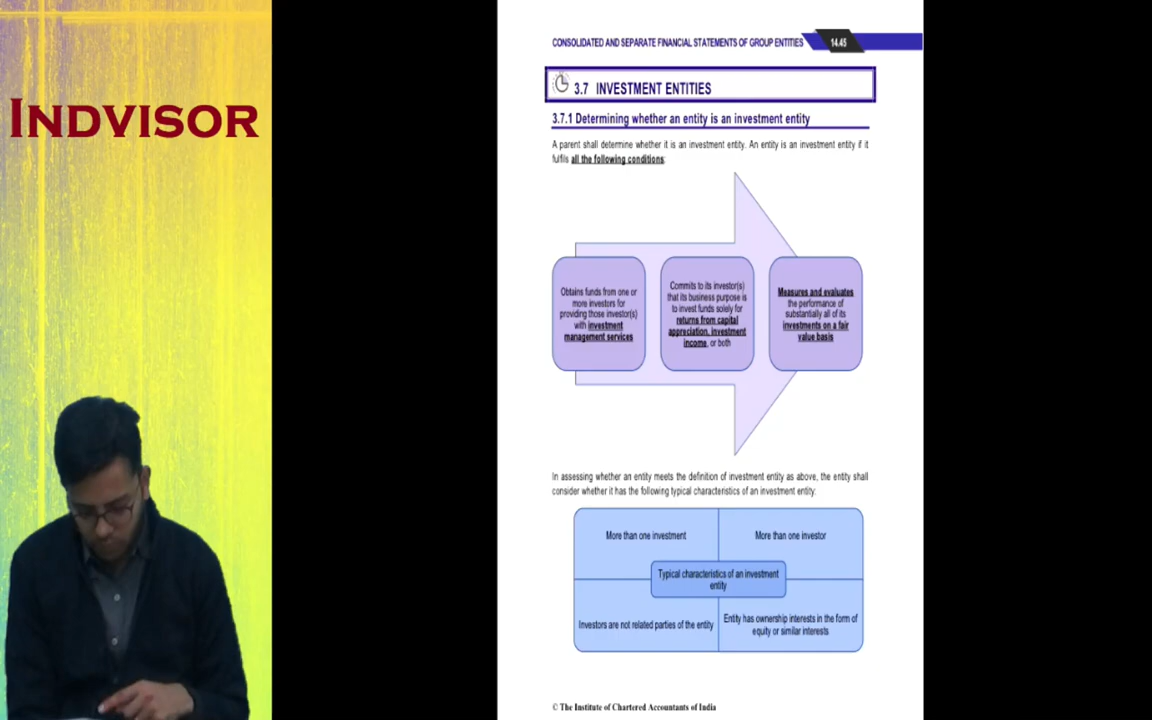 INDVISOR
CONSOLIDATED AND SEPARATE FINANCIAL STATEMENTS OF GROUP ENTITIES 14.45
3.7 INVESTMENT ENTITIES
3.7.1 Determining whether an entity is an investment entity
A parent shall determine whether it is an investment entity. An entity is an investment entity if it
fulfils all the following conditions:
Obtains funds from one or
more investors for
providing those investor(s)
with investment
management services
Commits to its investor(s)
that its business purpose is
to invest funds solely for
returns from capital
appreciation, investment
income, or both
Measures and evaluates
the performance of
substantially all of its
investments on a fair
value basis
In assessing whether an entity meets the definition of investment entity as above, the entity shall
consider whether it has the following typical characteristics of an investment entity:
More than one investment
More than one investor
Typical characteristics of an investment
entity
Investors are not related parties of the entity
Entity has ownership interests in the form of
equity or similar interests
© The Institute of Chartered Accountants of India